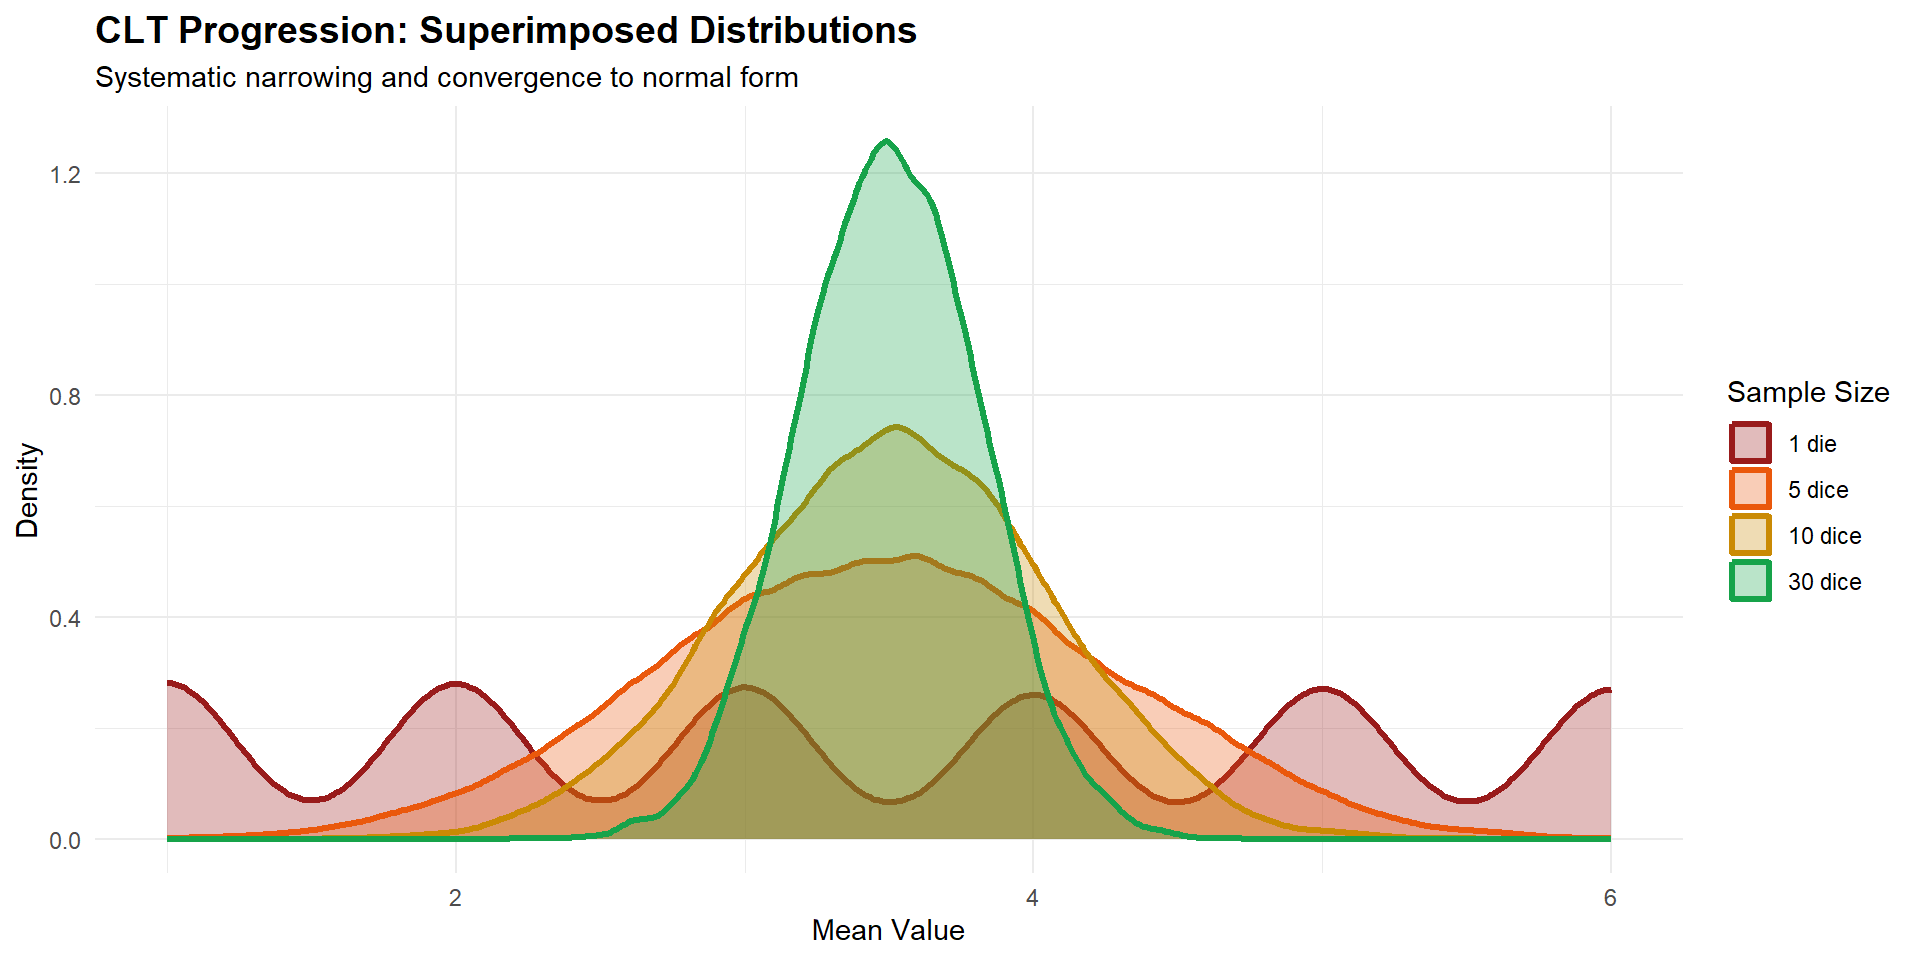 CLT Progression: Superimposed Distributions
Systematic narrowing and convergence to normal form
1.2
0.8
0.4
0.0
Density
2
4
6
Mean Value
Sample Size
1 die
5 dice
10 dice
30 dice